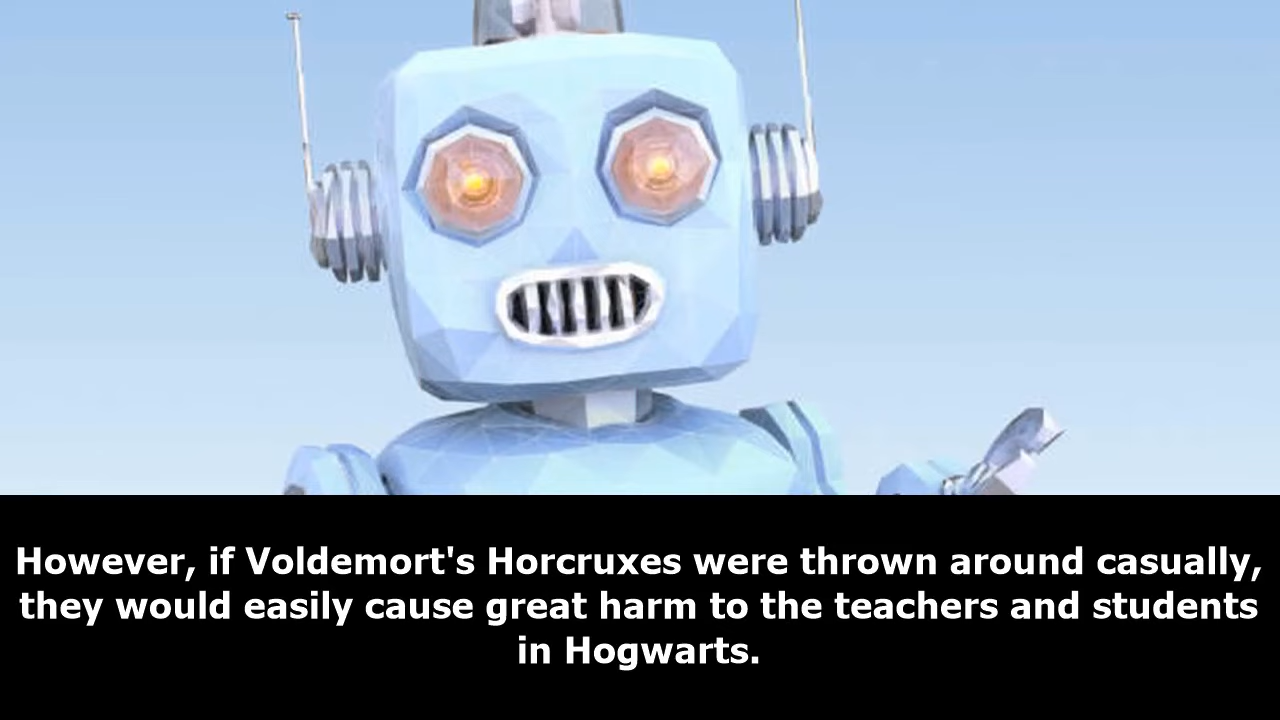 However, if Voldemort's Horcruxes were thrown around casually,
they would easily cause great harm to the teachers and students
in Hogwarts.